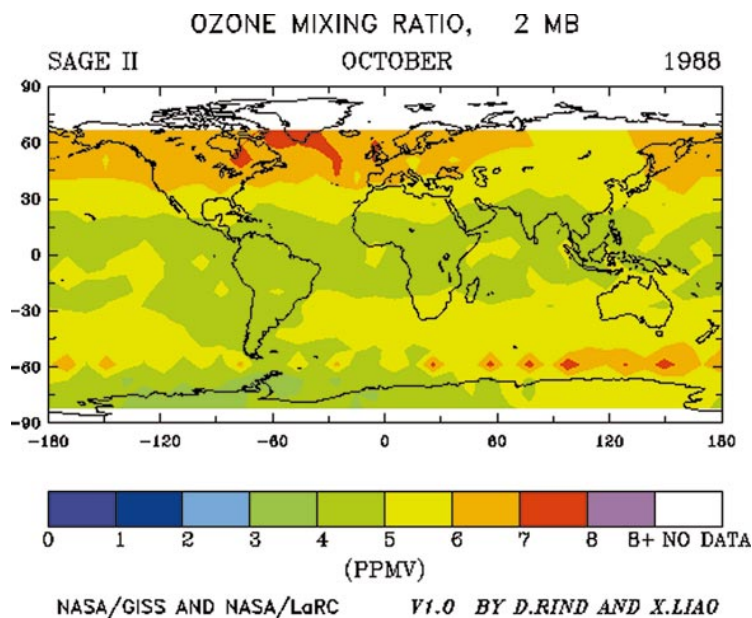 OZONE MIXING RATIO, 2 MB
SAGE II OCTOBER 1988
90
60
30
0
-30
-60
-90
-180 -120 -60 0 60 120 180
0 1 2 3 4 5 6 7 8 8+ NO DATA
(PPMV)
NASA/GISS AND NASA/LaRC V1.0 BY D.RIND AND X.LIAO